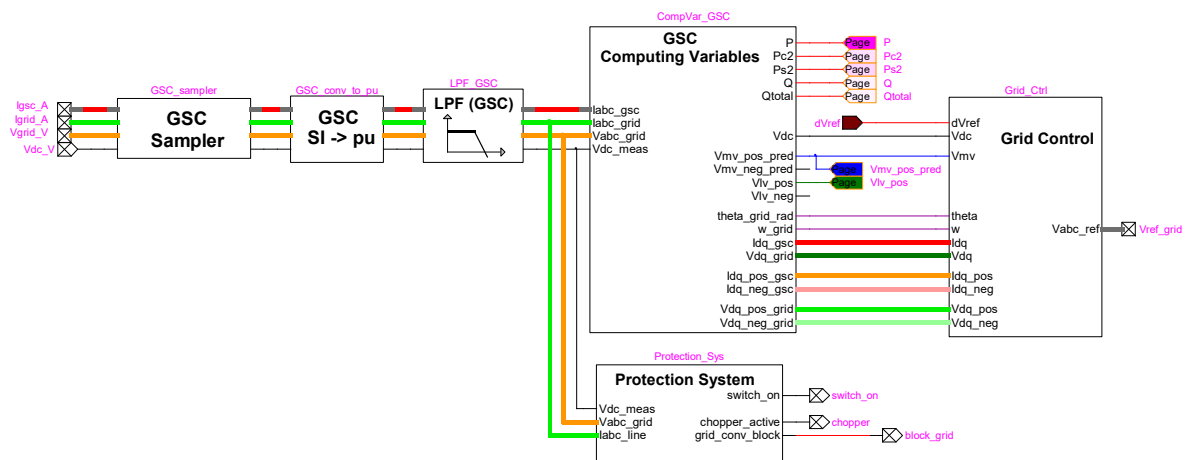 CompVar_GSC
GSC
Computing Variables
P
Pc2
Ps2
Q
Qtotal
Page P
Page Pc2
Page Ps2
Page Q
Page Qtotal
GSC_sampler
GSC_conv_to_pu
LPF_GSC
Grid_Ctrl
Igsc_A
Igrid_A
Vgrid_V
Vdc_V
GSC
Sampler
GSC
SI -> pu
LPF (GSC)
Iabc_gsc
Iabc_grid
Vabc_grid
Vdc_meas
Vdc
Vmv_pos_pred
Vmv_neg_pred
Vlv_pos
Vlv_neg
theta_grid_rad
w_grid
Idq_gsc
Vdq_grid
Idq_pos_gsc
Idq_neg_gsc
Vdq_pos_grid
Vdq_neg_grid
dVref
Page Vmv_pos_pred
Page Vlv_pos
dVref
Vdc
Vmv
Grid Control
theta
w
Idq
Vdq
Idq_pos
Idq_neg
Vdq_pos
Vdq_neg
Vabc_ref
Vref_grid
Protection_Sys
Protection System
switch_on
switch_on
Vdc_meas
Vabc_grid
Iabc_line
chopper_active
chopper
grid_conv_block
block_grid